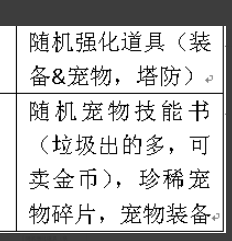 随机强化道具（装
备&宠物，塔防）
随机宠物技能书
（垃圾出的多，可
卖金币），珍稀宠
物碎片，宠物装备